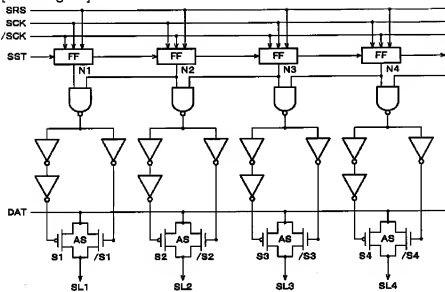 SRS
SCK
/SCK
SST FF FF FF FF
N1 N2 N3 N4
DAT
AS AS AS AS
S1 /S1 S2 /S2 S3 /S3 S4 /S4
SL1 SL2 SL3 SL4